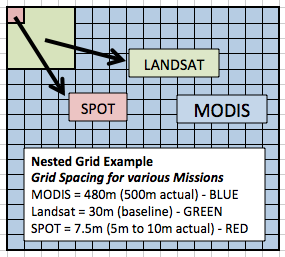 LANDSAT
SPOT
MODIS
Nested Grid Example
Grid Spacing for various Missions
MODIS = 480m (500m actual) - BLUE
Landsat = 30m (baseline) - GREEN
SPOT = 7.5m (5m to 10m actual) - RED